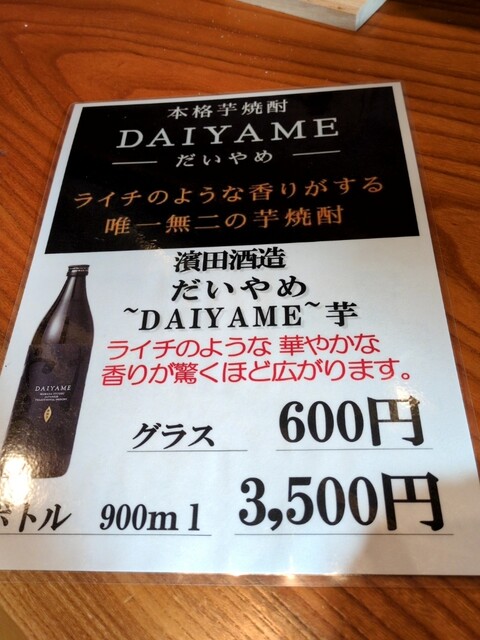 本格芋焼酎
DAIYAME
だいやめ
ライチのような香りがする
唯一無二の芋焼酎
濵田酒造
だいやめ
~DAIYAME~芋
ライチのような 華やかな
香りが驚くほど広がります。
DAIYAME
グラス 600円
ボトル 900ml 3,500円